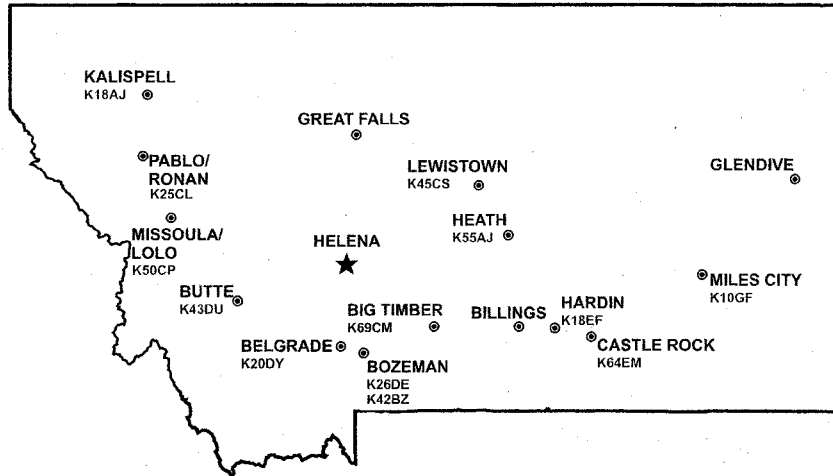 KALISPELL
K18AJ
GREAT FALLS
PABLO/
RONAN
K25CL
LEWISTOWN
K45CS
GLENDIVE
MISSOULA/
LOLO
K50CP
HEATH
K55AJ
HELENA
BUTTE
K43DU
MILES CITY
K10GF
BIG TIMBER
K69CM
BILLINGS
HARDIN
K18EF
BELGRADE
K20DY
CASTLE ROCK
K64EM
BOZEMAN
K26DE
K42BZ